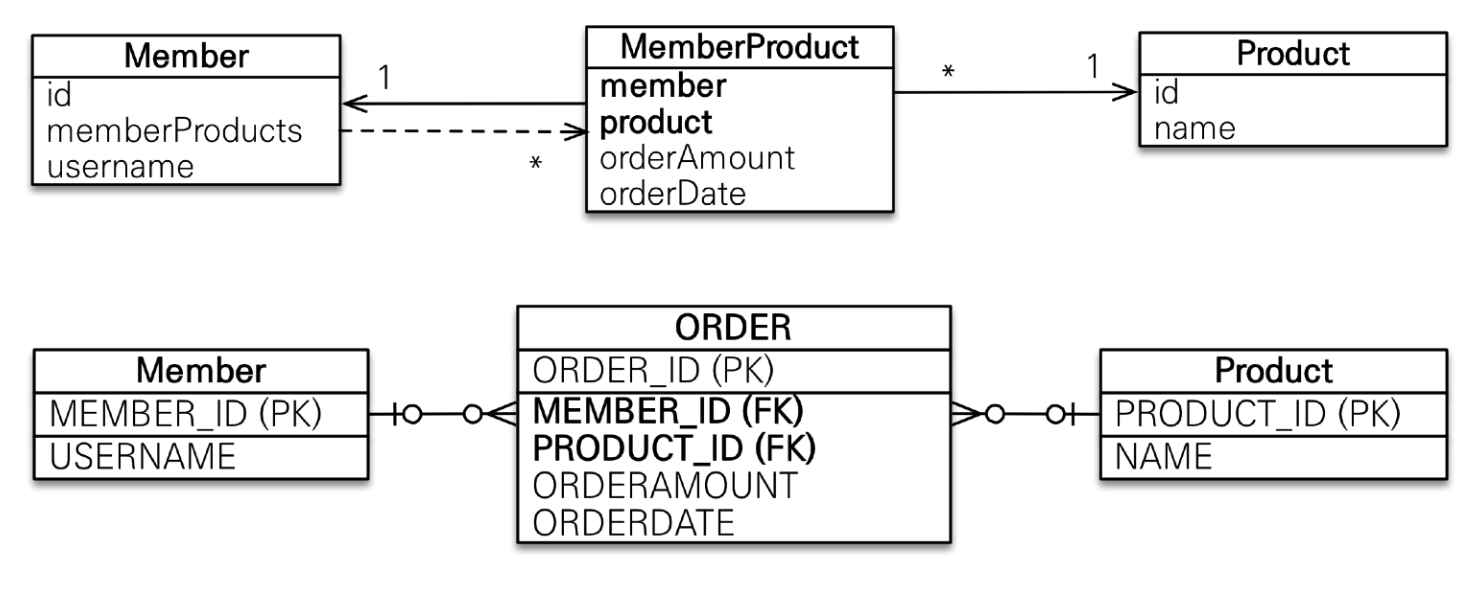 Member
id
memberProducts
username
1
*
MemberProduct
member
product
orderAmount
orderDate
*
1
Product
id
name
Member
MEMBER_ID (PK)
USERNAME
ORDER
ORDER_ID (PK)
MEMBER_ID (FK)
PRODUCT_ID (FK)
ORDERAMOUNT
ORDERDATE
Product
PRODUCT_ID (PK)
NAME